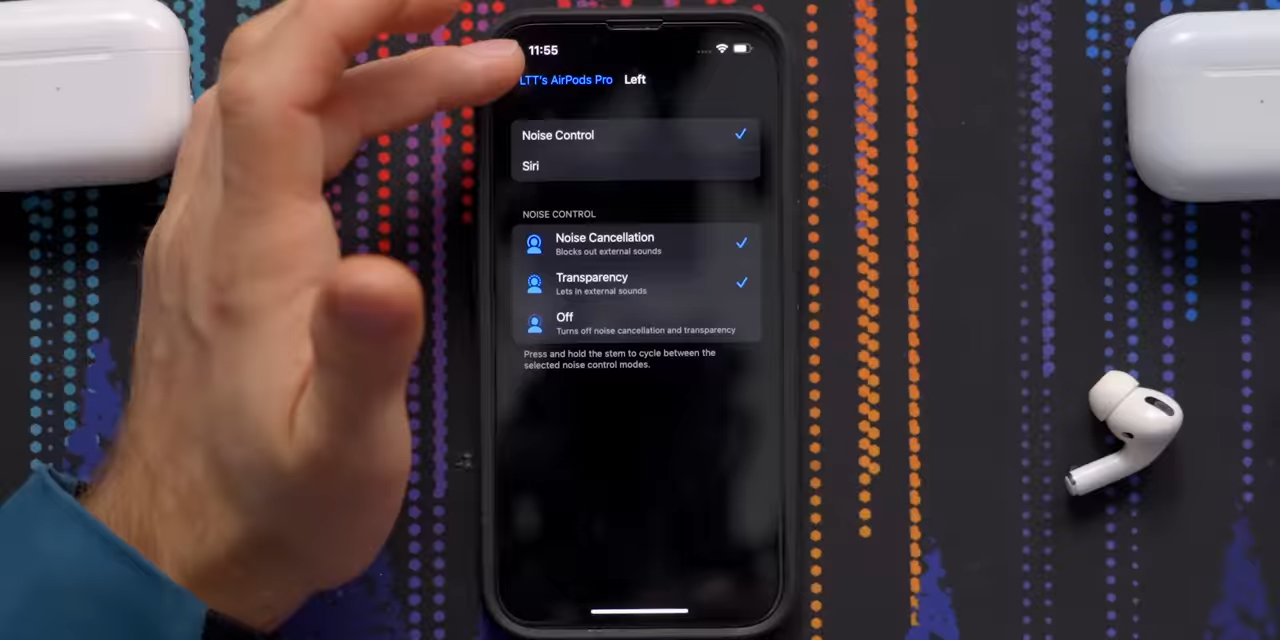 11:55
LTT's AirPods Pro Left
Noise Control
Siri
NOISE CONTROL
Noise Cancellation
Blocks out external sounds
Transparency
Lets in external sounds
Off
Turns off noise cancellation and transparency
Press and hold the stem to cycle between the
selected noise control modes.